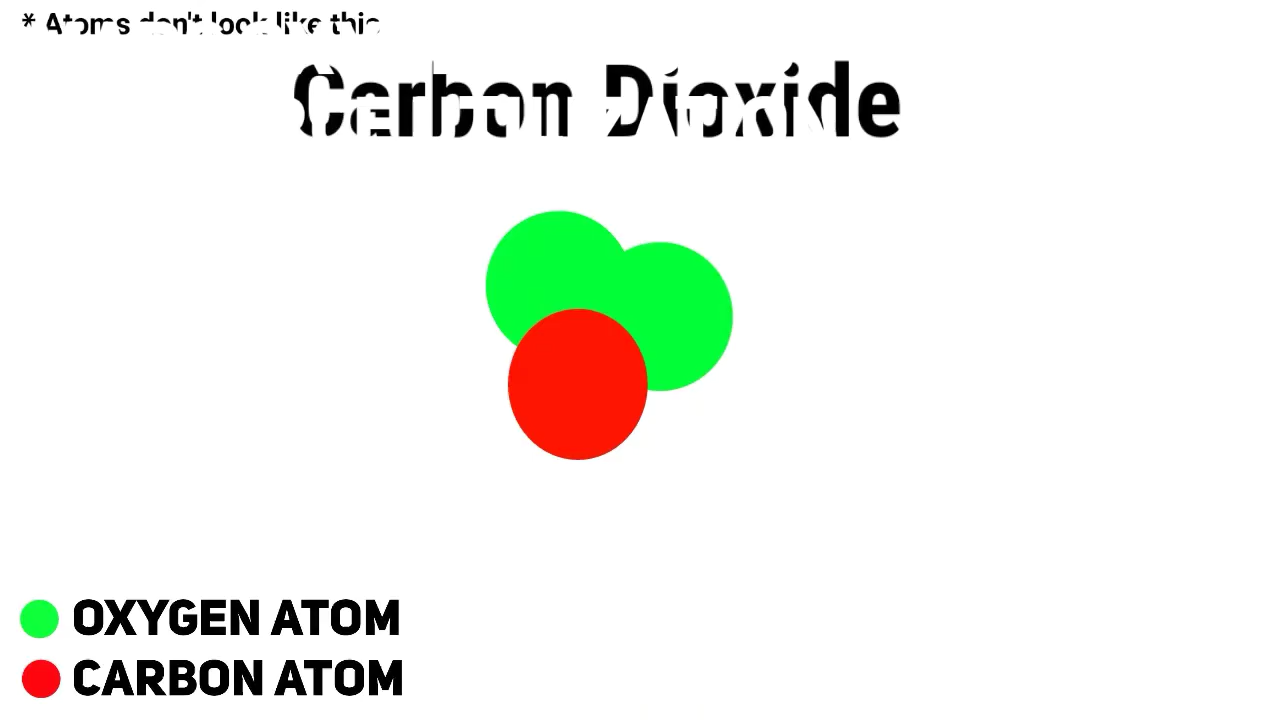 * Atoms don't look like this
Carbon Dioxide
OXYGEN ATOM
CARBON ATOM